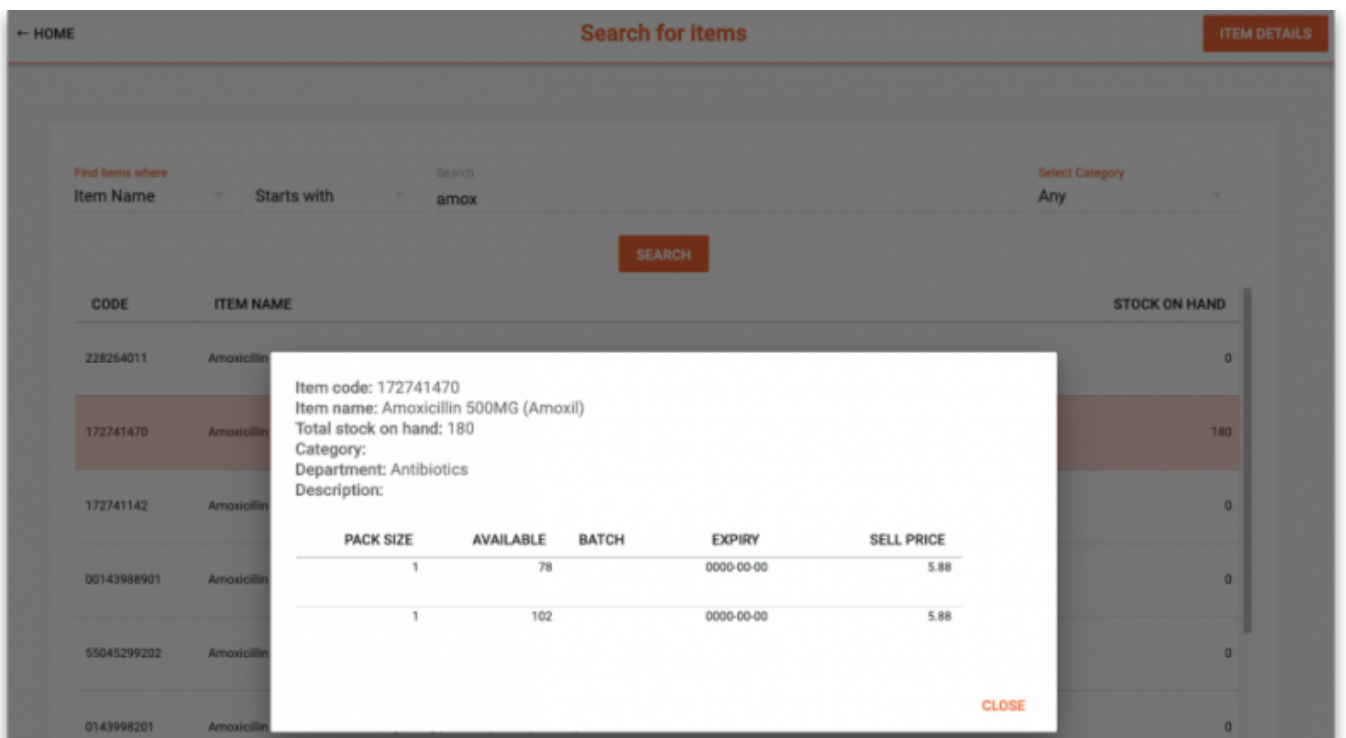 ← HOME
Search for items
ITEM DETAILS
Find items where
Search
Select Category
Item Name
Starts with
amox
Any
SEARCH
CODE ITEM NAME STOCK ON HAND
228264011 Amoxicillin 0
Item code: 172741470
Item name: Amoxicillin 500MG (Amoxil)
172741470 Amoxicillin 180
Total stock on hand: 180
Category:
Department: Antibiotics
Description:
172741142 Amoxicillin 0
PACK SIZE AVAILABLE BATCH EXPIRY SELL PRICE
1 78 0000-00-00 5.88
00143988901 Amoxicillin 0
1 102 0000-00-00 5.88
55045299202 Amoxicillin 0
CLOSE
0143998201 Amoxicillin 0